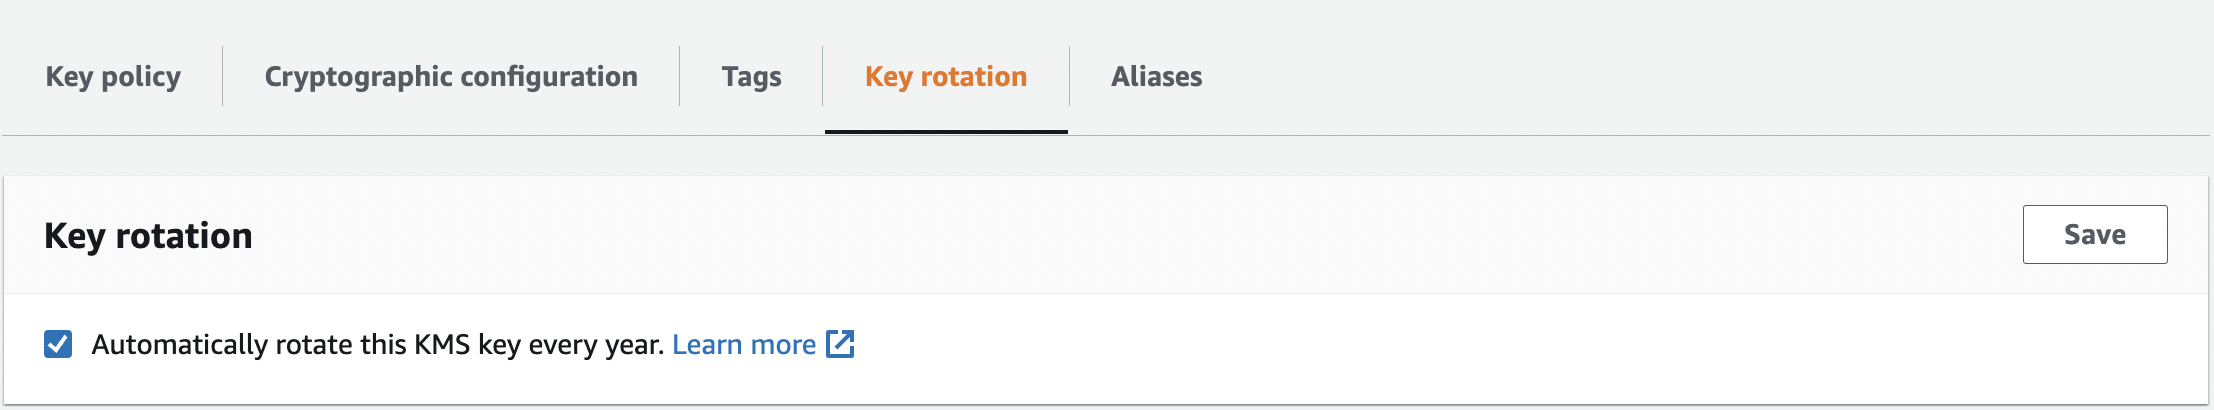 Key policy
Cryptographic configuration
Tags
Key rotation
Aliases
Key rotation
Save
Automatically rotate this KMS key every year. Learn more